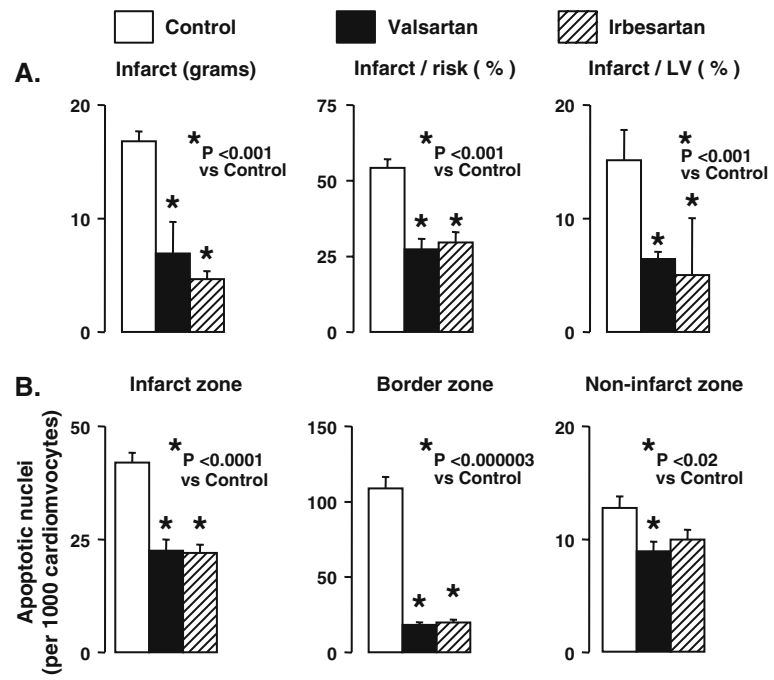 Control Valsartan Irbesartan
A. Infarct (grams) Infarct / risk ( % ) Infarct / LV ( % )
20 75 20
* P <0.001 vs Control
* P <0.001 vs Control
* P <0.001 vs Control
50
10 10
* * * * * *
25
0 0 0
B. Infarct zone Border zone Non-infarct zone
Apoptotic nuclei
(per 1000 cardiomvocytes)
50 150 20
* P <0.0001 vs Control
* P <0.000003 vs Control
* P <0.02 vs Control
100
25 10
* * * * *
50
0 0 0